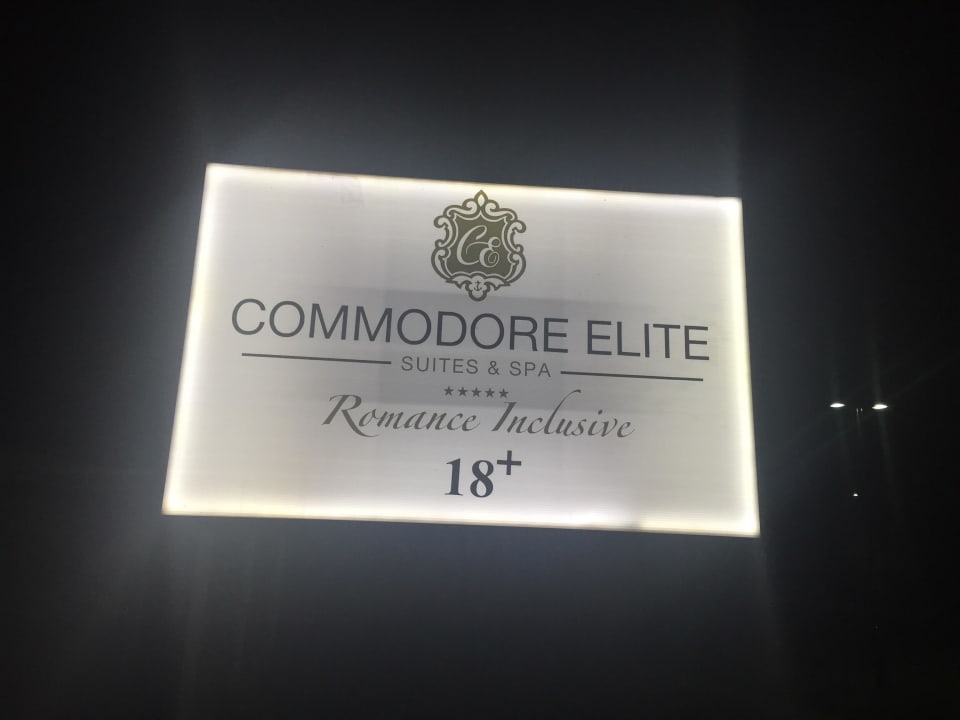 CE
COMMODORE ELITE
SUITES & SPA
★★★★★
Romance Inclusive
18+